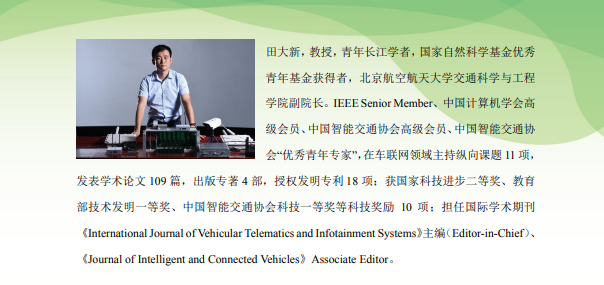 田大新，教授，青年长江学者，国家自然科学基金优秀
青年基金获得者，北京航空航天大学交通科学与工程
学院副院长。IEEE Senior Member、中国计算机学会高
级会员、中国智能交通协会高级会员、中国智能交通协
会“优秀青年专家”，在车联网领域主持纵向课题 11 项，
发表学术论文 109 篇，出版专著 4 部，授权发明专利 18 项；获国家科技进步二等奖、教育
部技术发明一等奖、中国智能交通协会科技一等奖等科技奖励 10 项；担任国际学术期刊
《International Journal of Vehicular Telematics and Infotainment Systems》主编（Editor-in-Chief）、
《Journal of Intelligent and Connected Vehicles》Associate Editor。